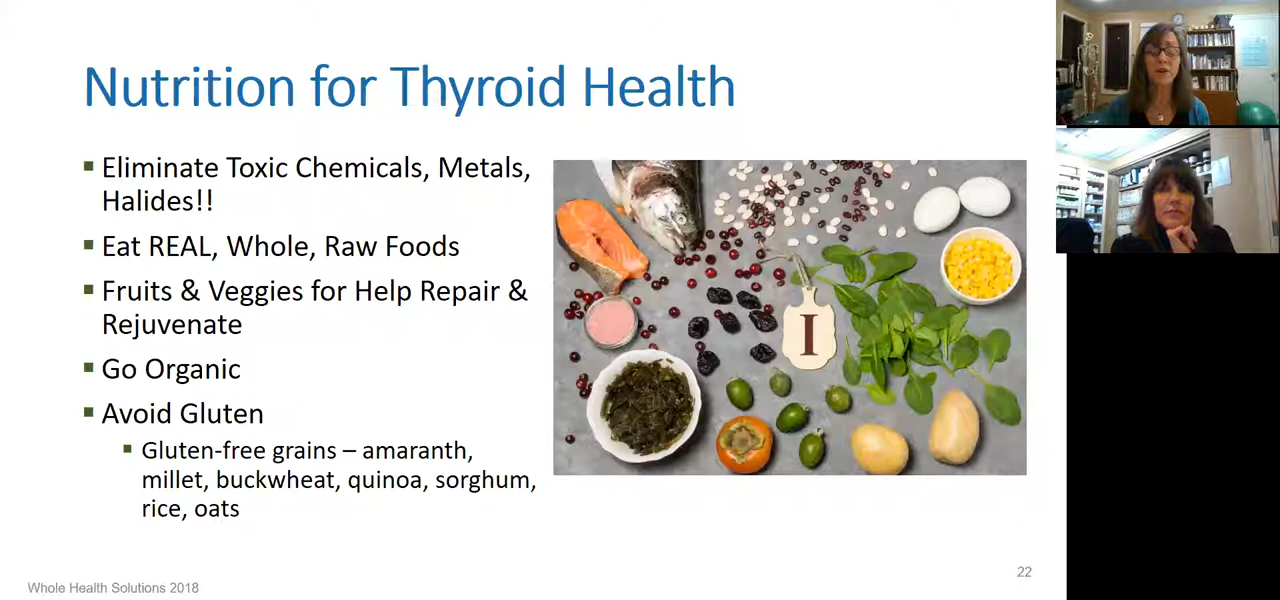 Nutrition for Thyroid Health
▪ Eliminate Toxic Chemicals, Metals,
Halides!!
▪ Eat REAL, Whole, Raw Foods
▪ Fruits & Veggies for Help Repair &
Rejuvenate
▪ Go Organic
▪ Avoid Gluten
▪ Gluten-free grains – amaranth,
millet, buckwheat, quinoa, sorghum,
rice, oats
I
22
Whole Health Solutions 2018